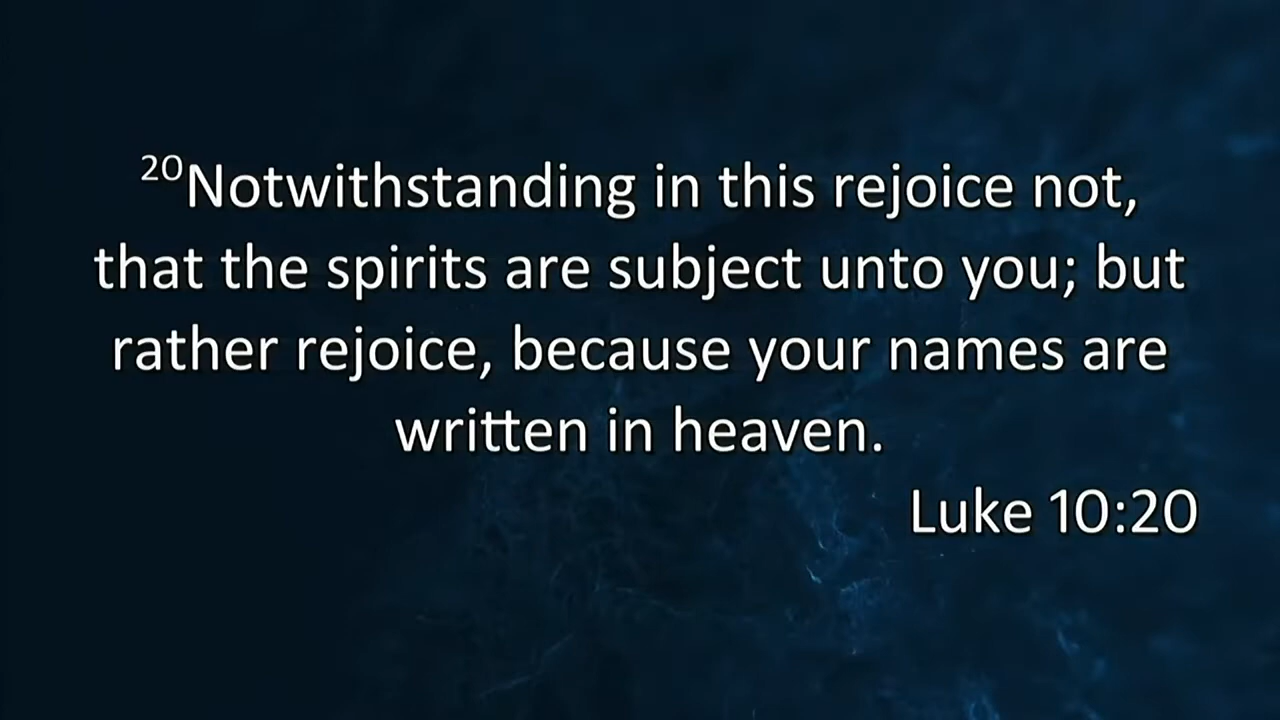 20Notwithstanding in this rejoice not,
that the spirits are subject unto you; but
rather rejoice, because your names are
written in heaven.
Luke 10:20